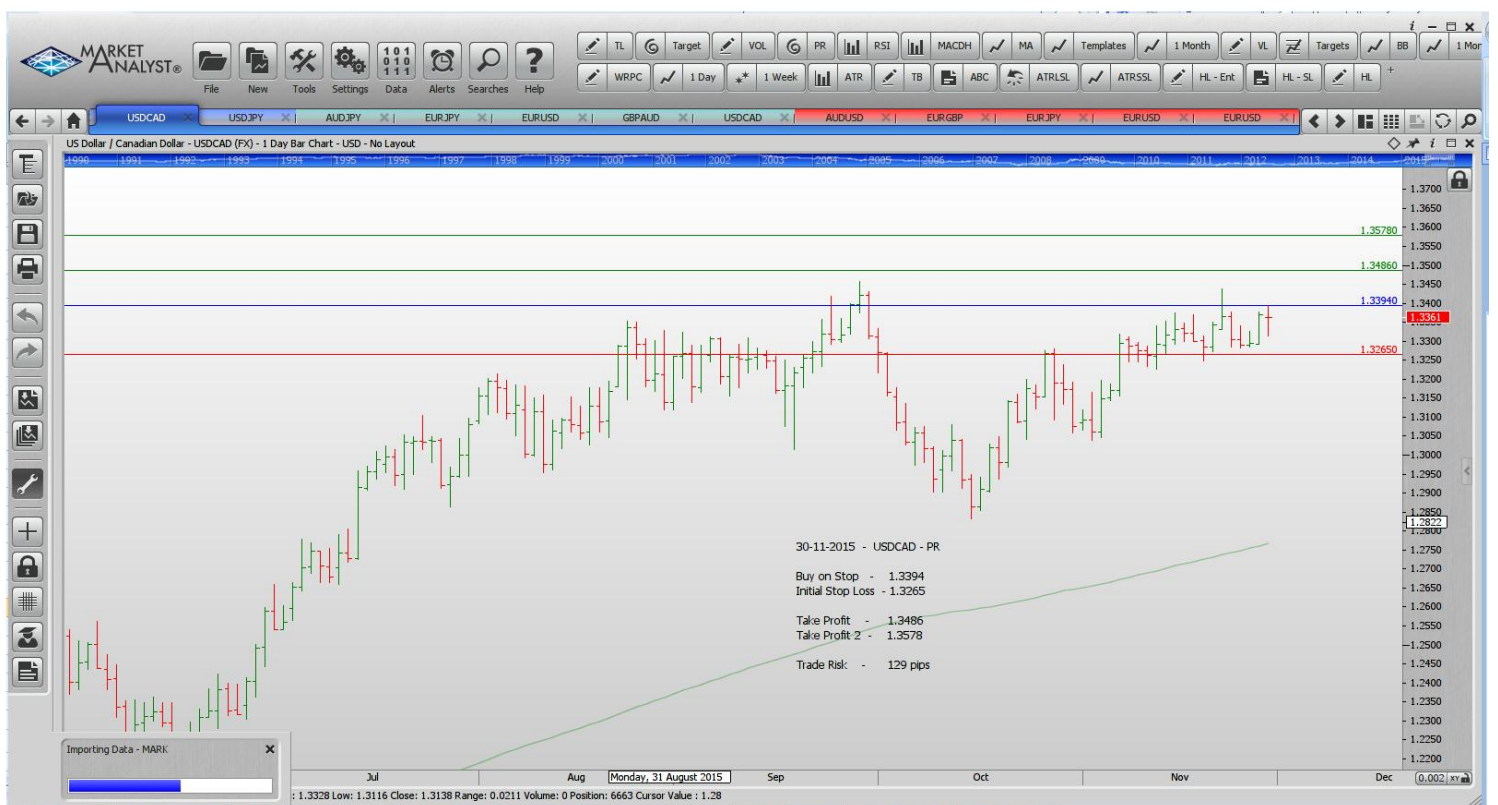 i
MARKET
ANALYST®
File New Tools Settings Data Alerts Searches Help
101
010
111
TL Target VOL PR RSI MACDH MA Templates 1 Month VL Targets BB 1 Mor
WRPC 1 Day 1 Week ATR TB ABC ATRLSL ATRSSL HL - Ent HL - SL HL +
USDCAD USDJPY AUDJPY EURJPY EURUSD GBPAUD USDCAD AUDUSD EURGBP EURJPY EURUSD EURUSD
US Dollar / Canadian Dollar - USDCAD (FX) - 1 Day Bar Chart - USD - No Layout
1990 1991 1992 1993 1994 1995 1996 1997 1998 1999 2000 2001 2002 2003 2004 2005 2006 2007 2008 2009 2010 2011 2012 2013 2014 2015
1.3700
1.3650
1.35780 1.3600
1.3550
1.34860 1.3500
1.3450
1.33940 1.3400
1.3361
1.3300
1.32650 1.3250
1.3200
1.3150
1.3100
1.3050
1.3000
1.2950
1.2900
1.2850
1.2822
1.2800
30-11-2015 - USDCAD - PR
1.2750
1.2700
Buy on Stop - 1.3394
Initial Stop Loss - 1.3265
1.2650
1.2600
Take Profit - 1.3486
Take Profit 2 - 1.3578
1.2550
1.2500
Trade Risk - 129 pips
1.2450
1.2400
1.2350
1.2300
1.2250
1.2200
Importing Data - MARK
Jul Aug Monday, 31 August 2015 Sep Oct Nov Dec 0.002 XY
: 1.3328 Low: 1.3116 Close: 1.3138 Range: 0.0211 Volume: 0 Position: 6663 Cursor Value : 1.28